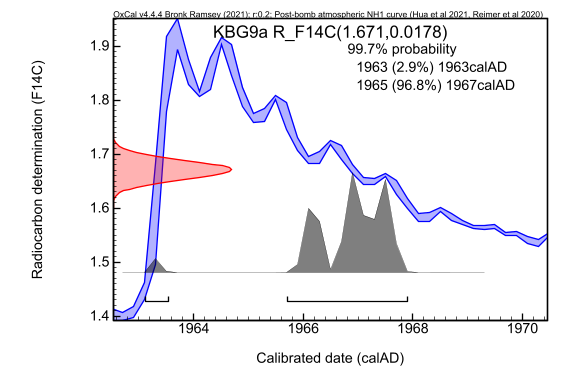 OxCal v4.4.4 Bronk Ramsey (2021); r:0.2; Post-bomb atmospheric NH1 curve (Hua et al 2021, Reimer et al 2020)
KBG9a R_F14C(1.671,0.0178)
99.7% probability
1963 (2.9%) 1963calAD
1965 (96.8%) 1967calAD
Radiocarbon determination (F14C)
1.9
1.8
1.7
1.6
1.5
1.4
1964 1966 1968 1970
Calibrated date (calAD)